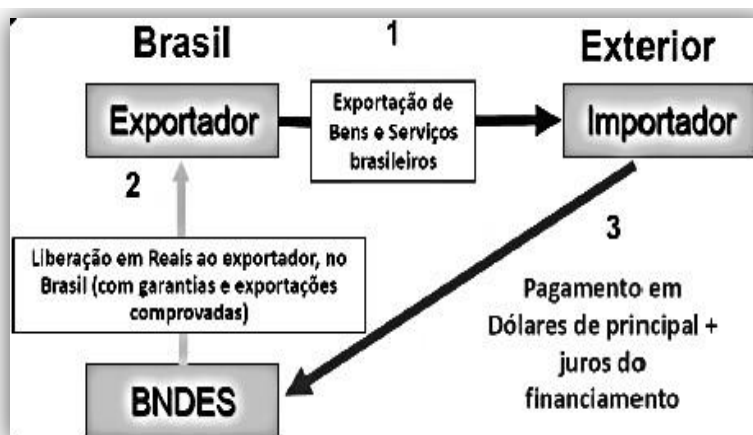 Brasil
1
Exterior
Exportador
Exportação de
Bens e Serviços
brasileiros
Importador
2
3
Liberação em Reais ao exportador, no
Brasil (com garantias e exportações
comprovadas)
Pagamento em
Dólares de principal +
juros do
financiamento
BNDES